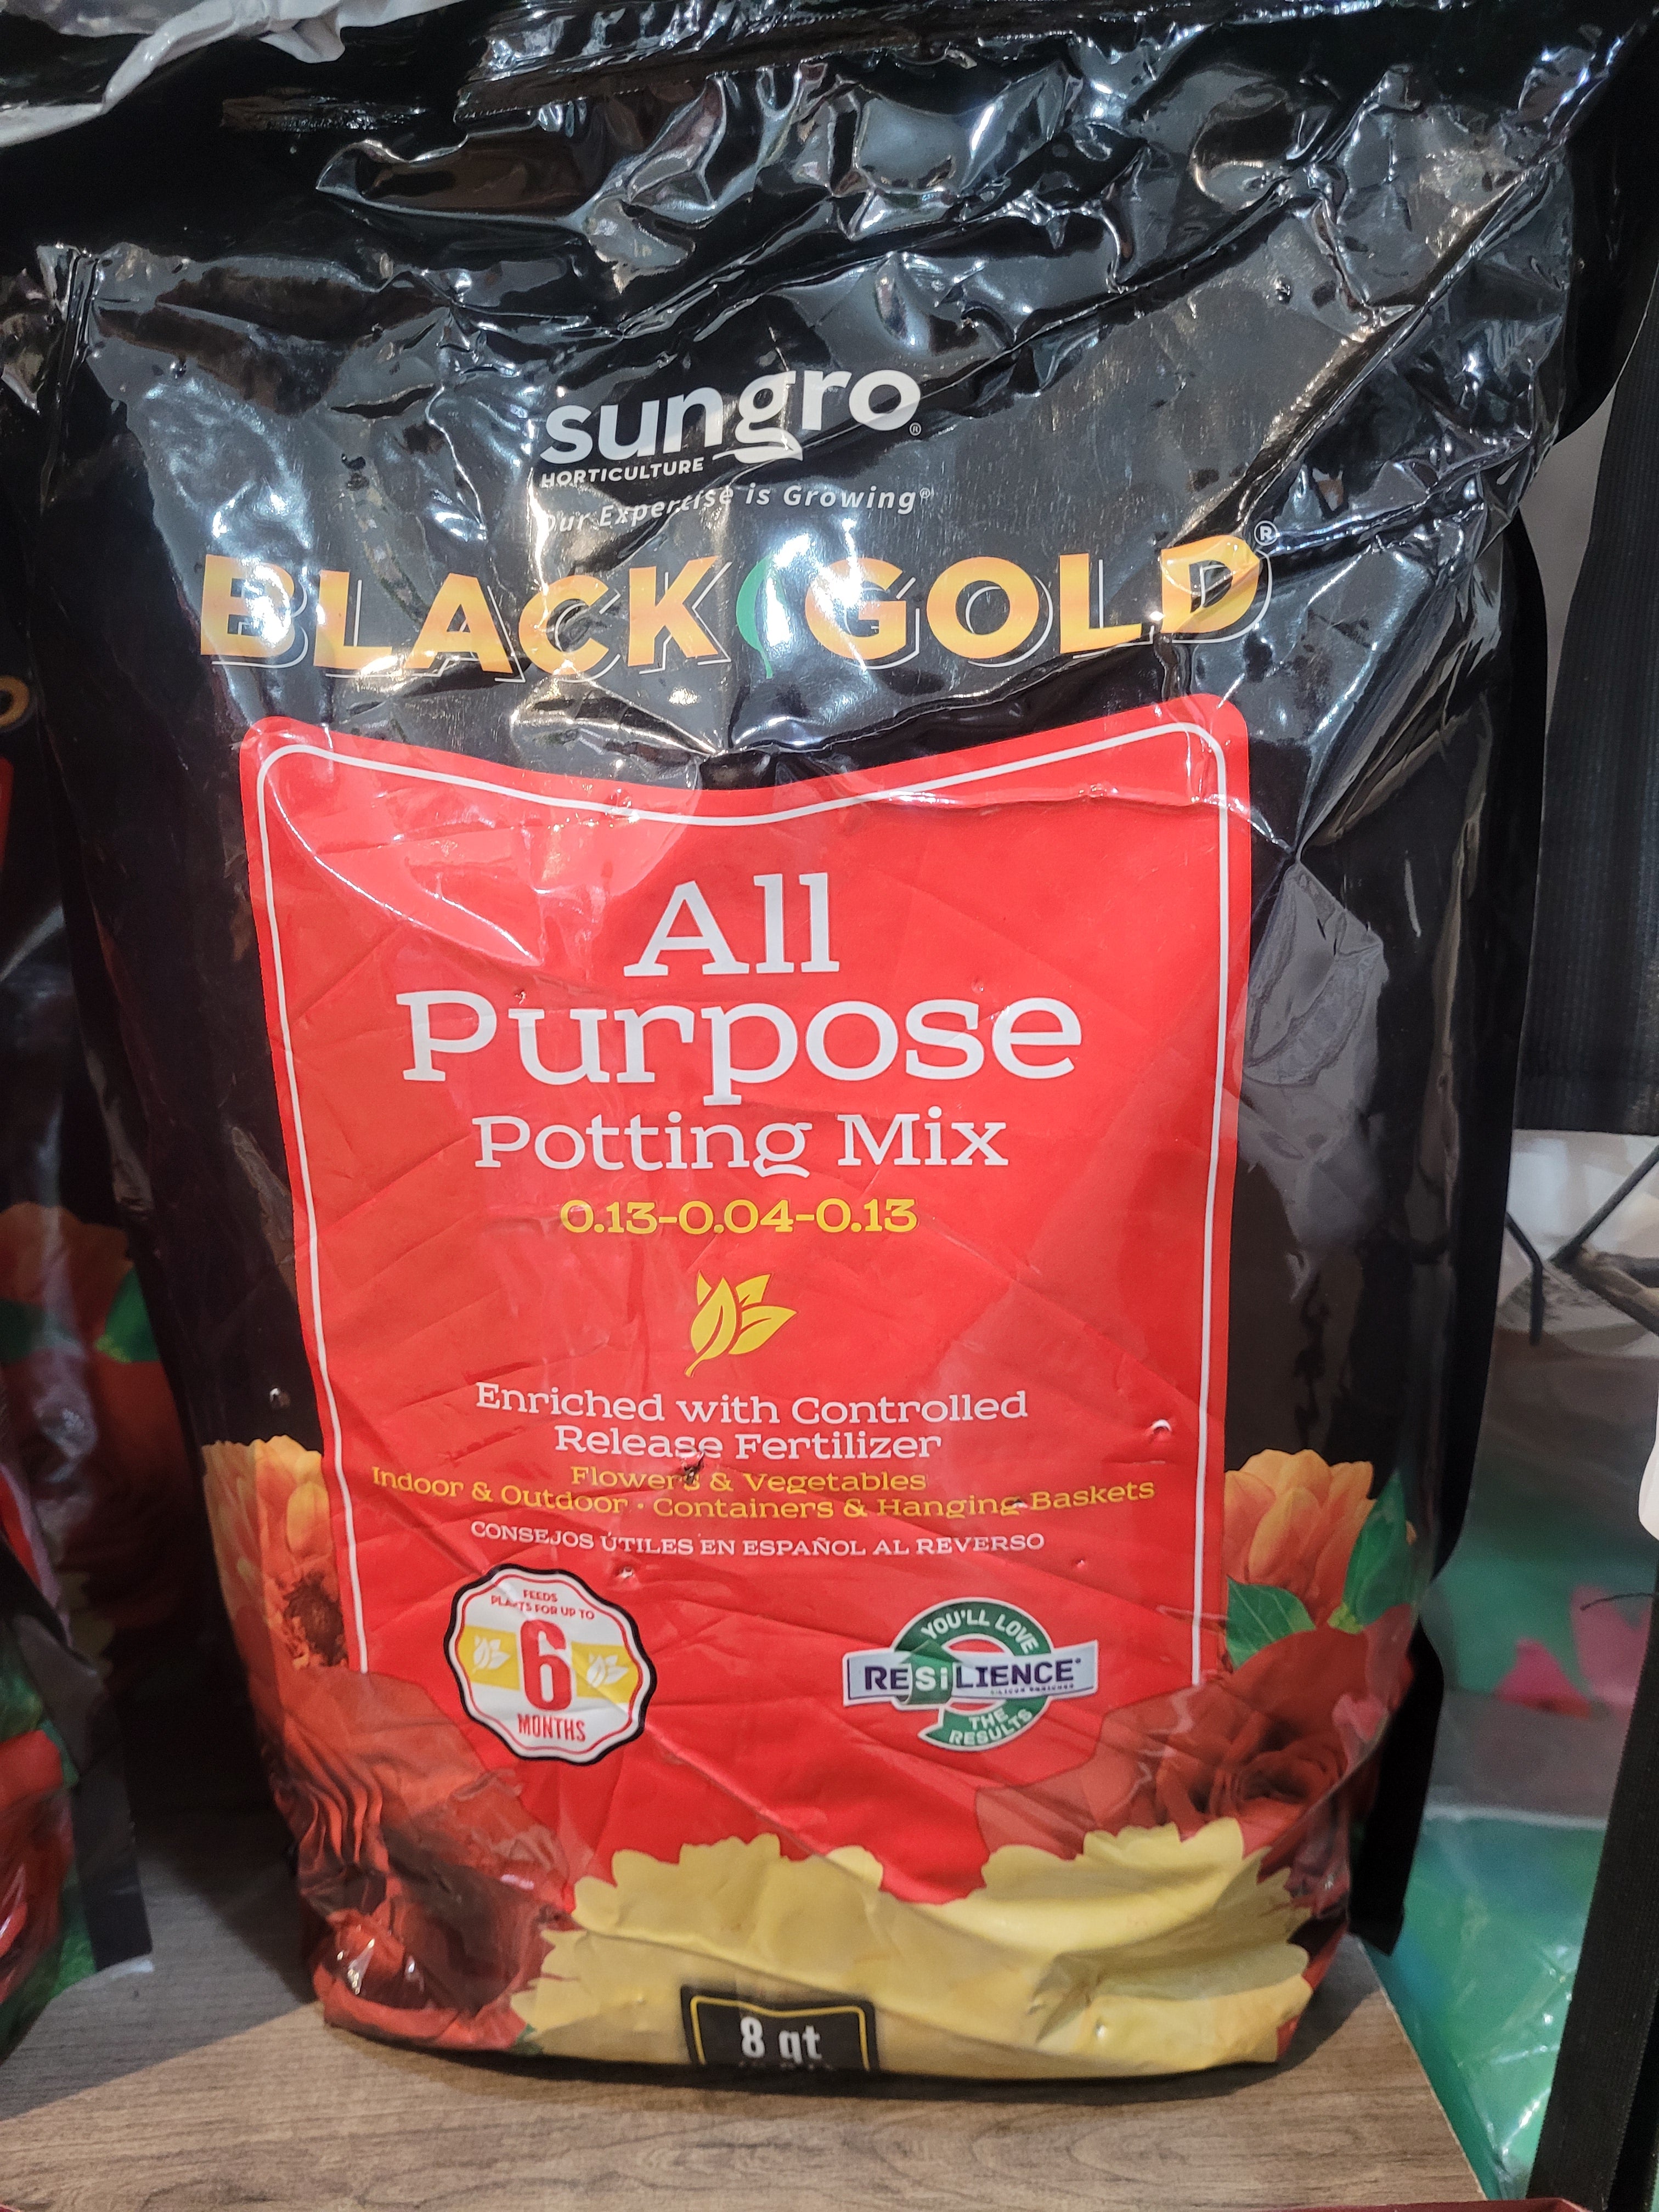 sungro®
HORTICULTURE
Our Expertise is Growing®
BLACK GOLD®
All
Purpose
Potting Mix
0.13-0.04-0.13
Enriched with Controlled
Release Fertilizer
Flowers & Vegetables
Indoor & Outdoor · Containers & Hanging Baskets
CONSEJOS ÚTILES EN ESPAÑOL AL REVERSO
FEEDS
PLANTS FOR UP TO
6
MONTHS
YOU'LL LOVE
RESiLIENCE®
SILICON ENRICHED
THE
RESULTS
8 qt